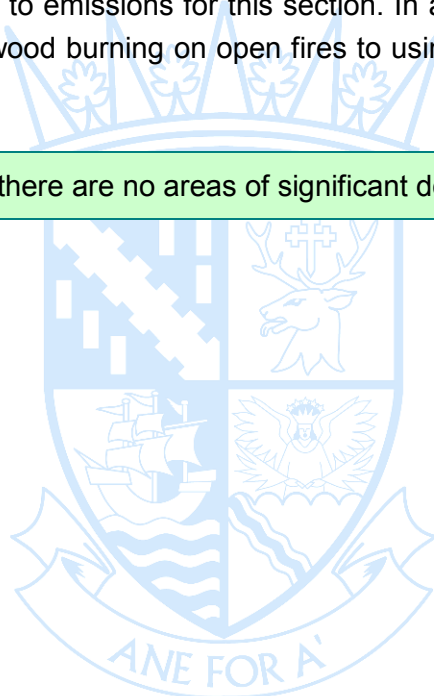 to emissions for this section. In a
wood burning on open fires to usi
there are no areas of significant de
ANE FOR A'